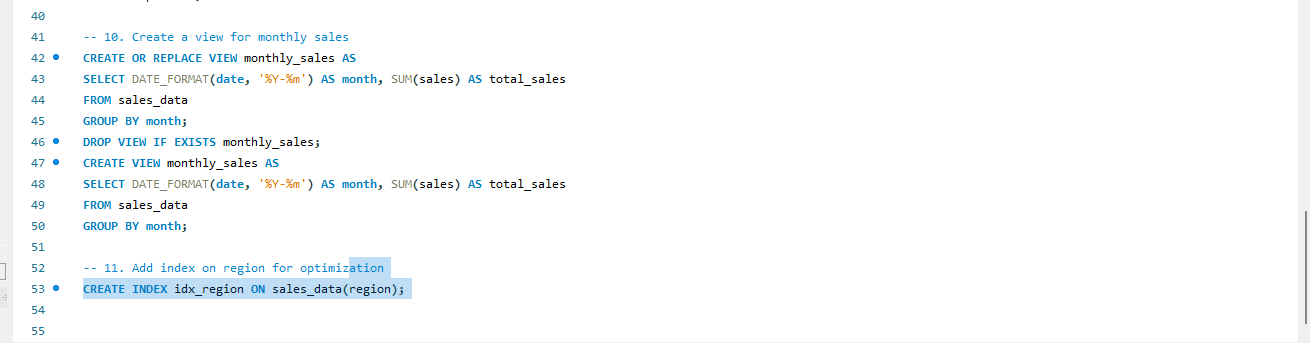 40
41 -- 10. Create a view for monthly sales
42 CREATE OR REPLACE VIEW monthly_sales AS
43 SELECT DATE_FORMAT(date, '%Y-%m') AS month, SUM(sales) AS total_sales
44 FROM sales_data
45 GROUP BY month;
46 DROP VIEW IF EXISTS monthly_sales;
47 CREATE VIEW monthly_sales AS
48 SELECT DATE_FORMAT(date, '%Y-%m') AS month, SUM(sales) AS total_sales
49 FROM sales_data
50 GROUP BY month;
51
52 -- 11. Add index on region for optimization
53 CREATE INDEX idx_region ON sales_data(region);
54
55